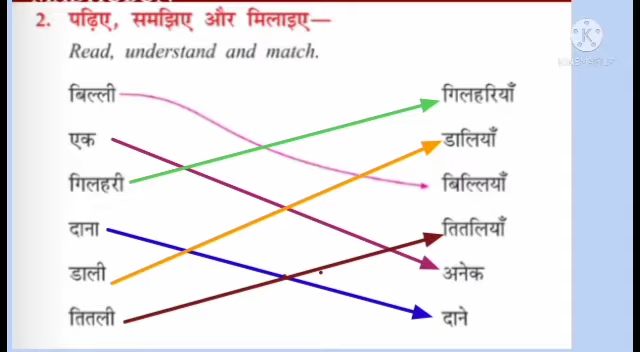 2. पढ़िए, समझिए और मिलाइए—
Read, understand and match.
बिल्ली गिलहरियाँ
एक डालियाँ
गिलहरी बिल्लियाँ
दाना तितलियाँ
डाली अनेक
तितली दाने